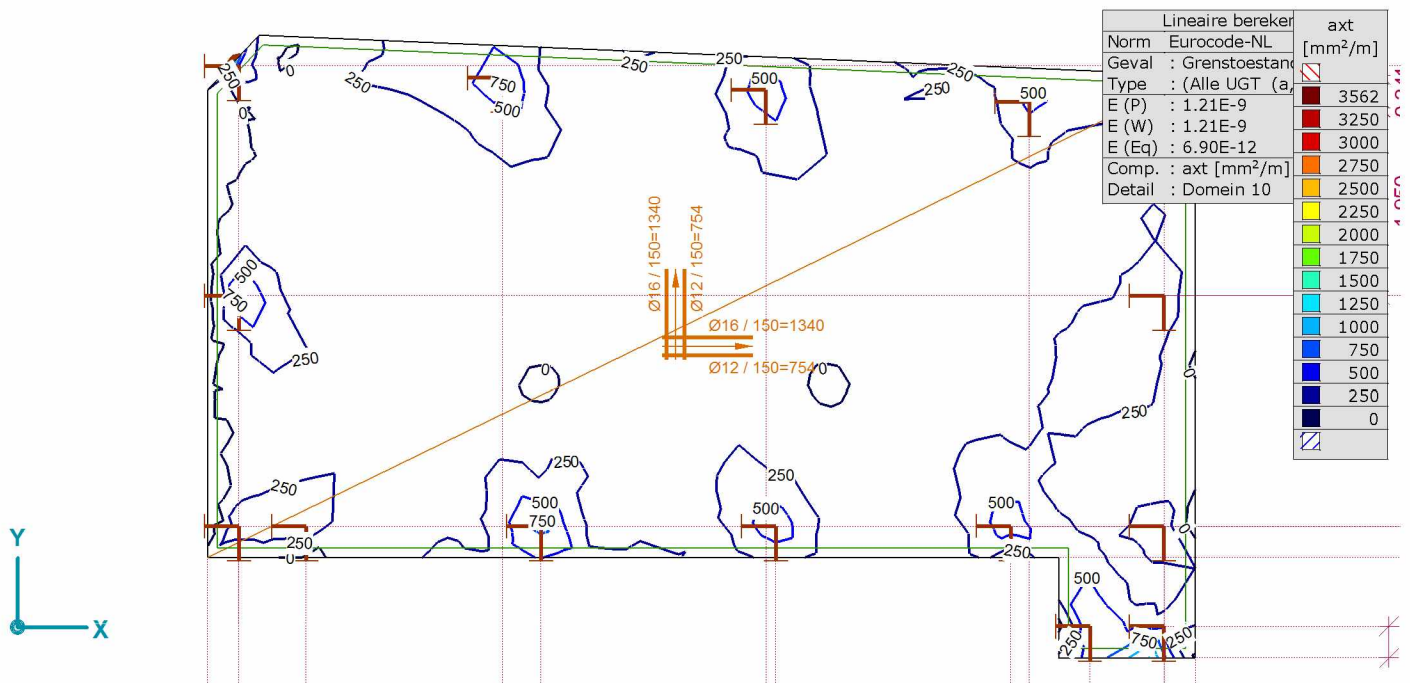 Lineaire bereker
Norm Eurocode-NL
Geval : Grenstoestand
Type : (Alle UGT (a,
E (P) : 1.21E-9
E (W) : 1.21E-9
E (Eq) : 6.90E-12
Comp. : axt [mm²/m]
Detail : Domein 10
axt
[mm²/m]
3562
3250
3000
2750
2500
2250
2000
1750
1500
1250
1000
750
500
250
0
250
0
0
250
750
500
250
250
500
250
250
500
500
750
250
Ø16 / 150=1340
Ø12 / 150=754
Ø16 / 150=1340
Ø12 / 150=754
0
0
0
250
250
250
0
250
500
750
250
500
500
250
0
500
250
750
250
Y
X